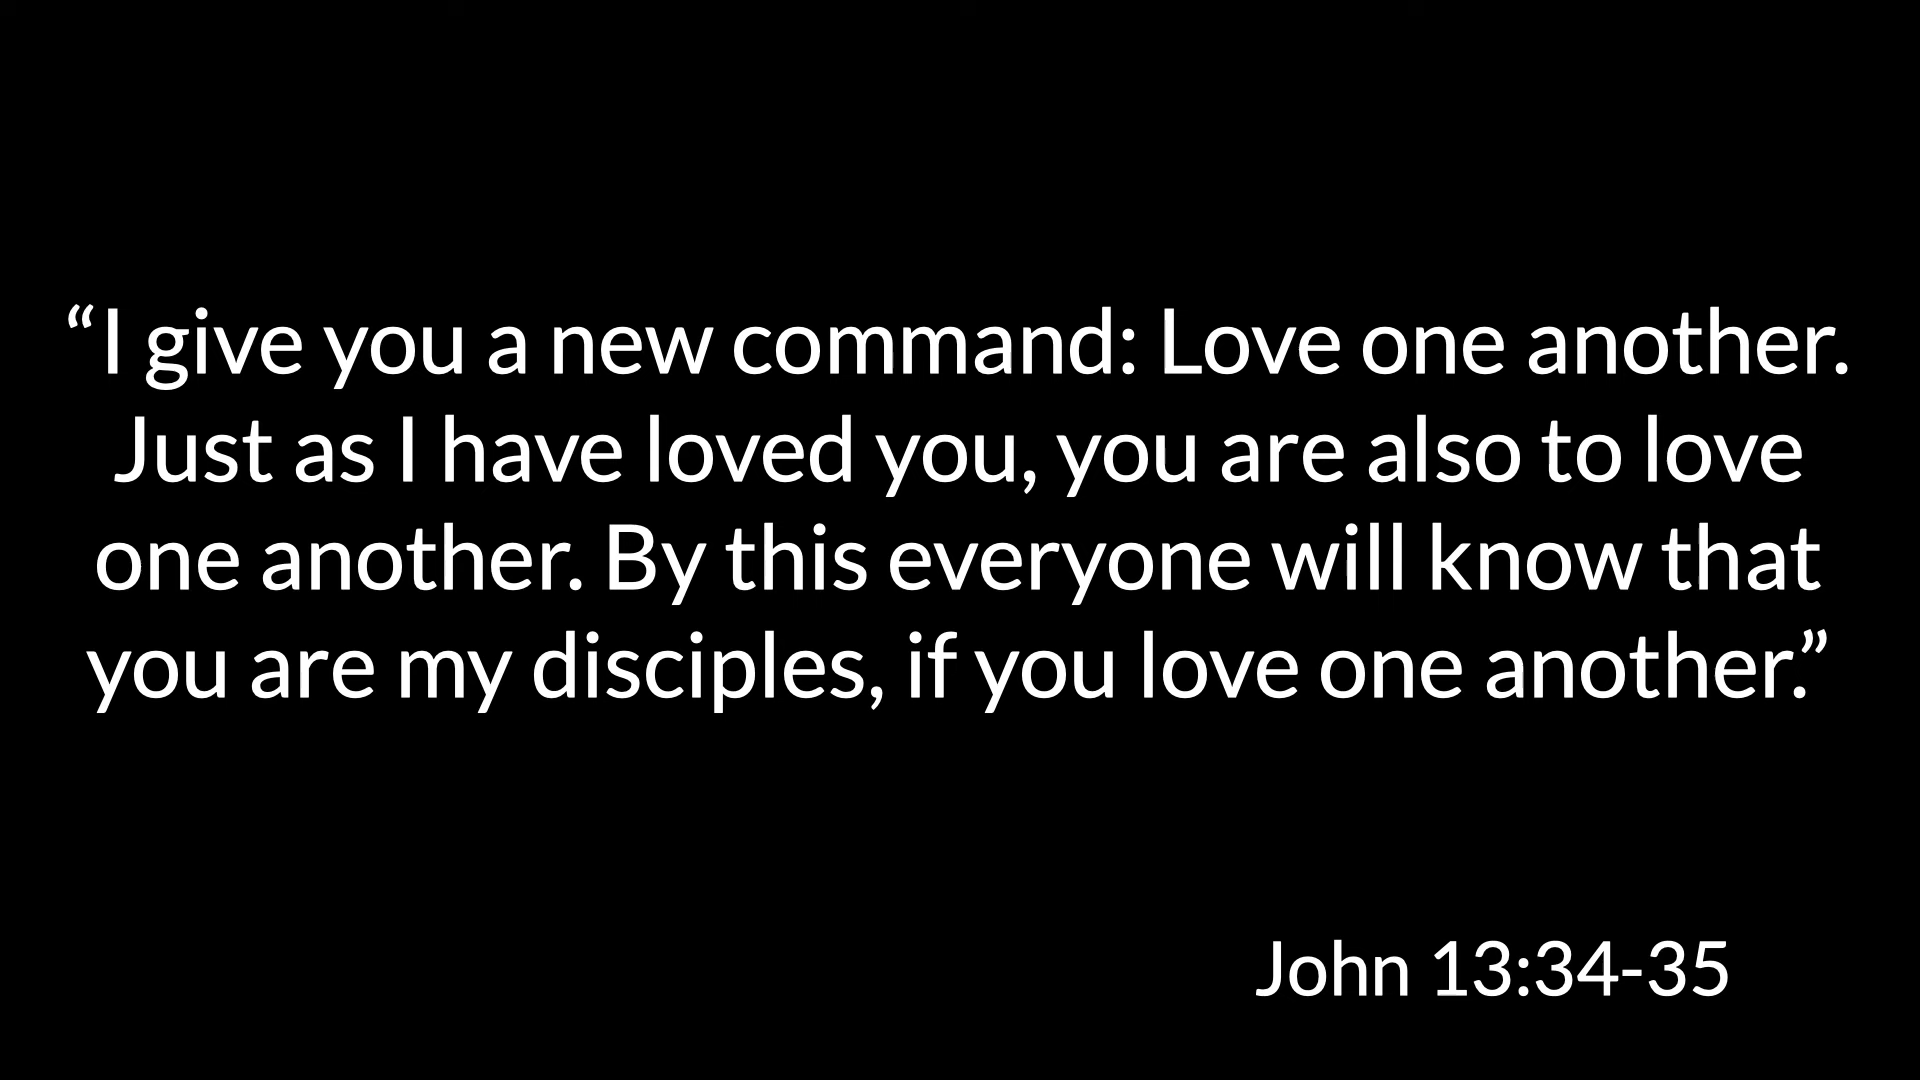 “I give you a new command: Love one another.
Just as I have loved you, you are also to love
one another. By this everyone will know that
you are my disciples, if you love one another.”
John 13:34-35